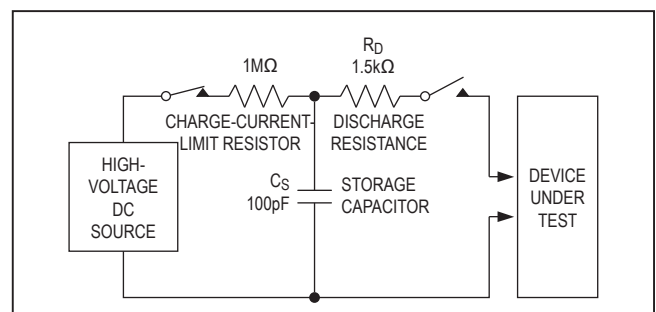 1MΩ
CHARGE-CURRENT-
LIMIT RESISTOR
R_D
1.5kΩ
DISCHARGE
RESISTANCE
HIGH-
VOLTAGE
DC
SOURCE
C_S
100pF
STORAGE
CAPACITOR
DEVICE
UNDER
TEST